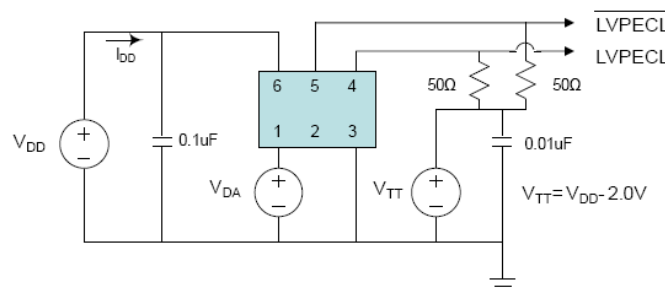 LVPECL
LVPECL
I_DD
50Ω
50Ω
6 5 4
1 2 3
V_DD
0.1uF
V_DA
V_TT
0.01uF
V_TT=V_DD-2.0V